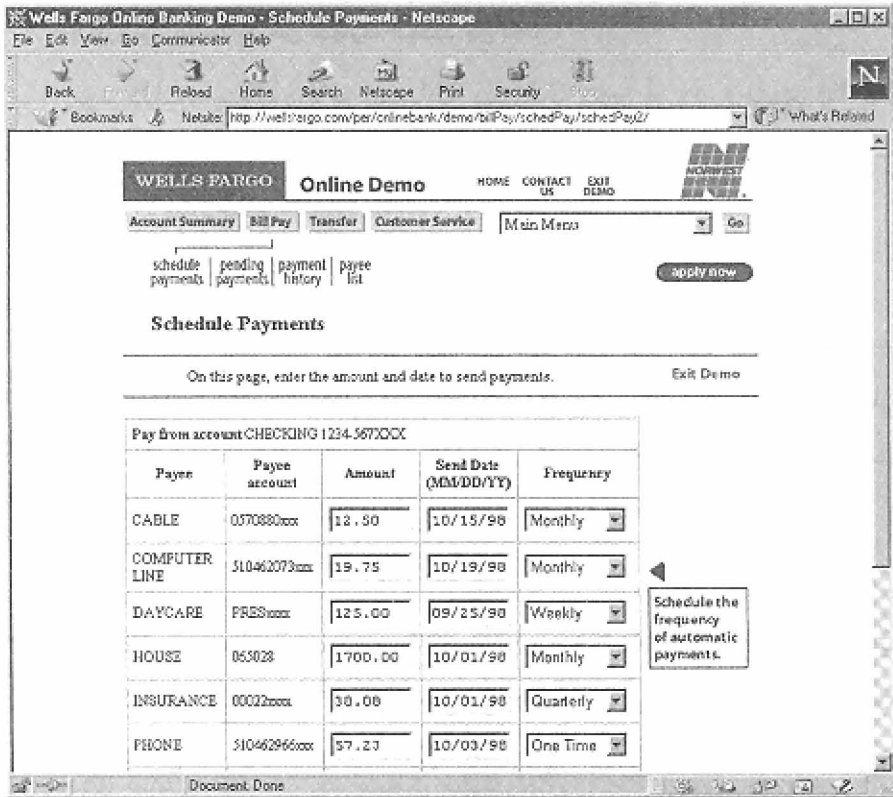 Wells Fargo Online Banking Demo - Schedule Payments - Netscape
File Edit View Go Communicator Help
Back Forward Reload Home Search Netscape Print Security Stop
Bookmarks Netsite: http://wellsfargo.com/per/onlinebank/demo/billPay/schedPay/schedPay2/ What's Related
WELLS FARGO Online Demo HOME CONTACT US EXIT DEMO NORWEST
Account Summary Bill Pay Transfer Customer Service Main Menu Go
schedule payments pending payments payment history payee list apply now
Schedule Payments
On this page, enter the amount and date to send payments. Exit Demo
Pay from account CHECKING 1234-567XXX
Payee Payee account Amount Send Date (MM/DD/YY) Frequency
CABLE 0570880xxx 12.50 10/15/98 Monthly
COMPUTER LINE 510462073xxx 19.75 10/19/98 Monthly
DAYCARE PRESxxxx 125.00 09/25/98 Weekly
HOUSE 065028 1700.00 10/01/98 Monthly
INSURANCE 00022xxxx 38.08 10/01/98 Quarterly
PHONE 510462966xxx 57.23 10/03/98 One Time
Schedule the
frequency
of automatic
payments.
Document: Done